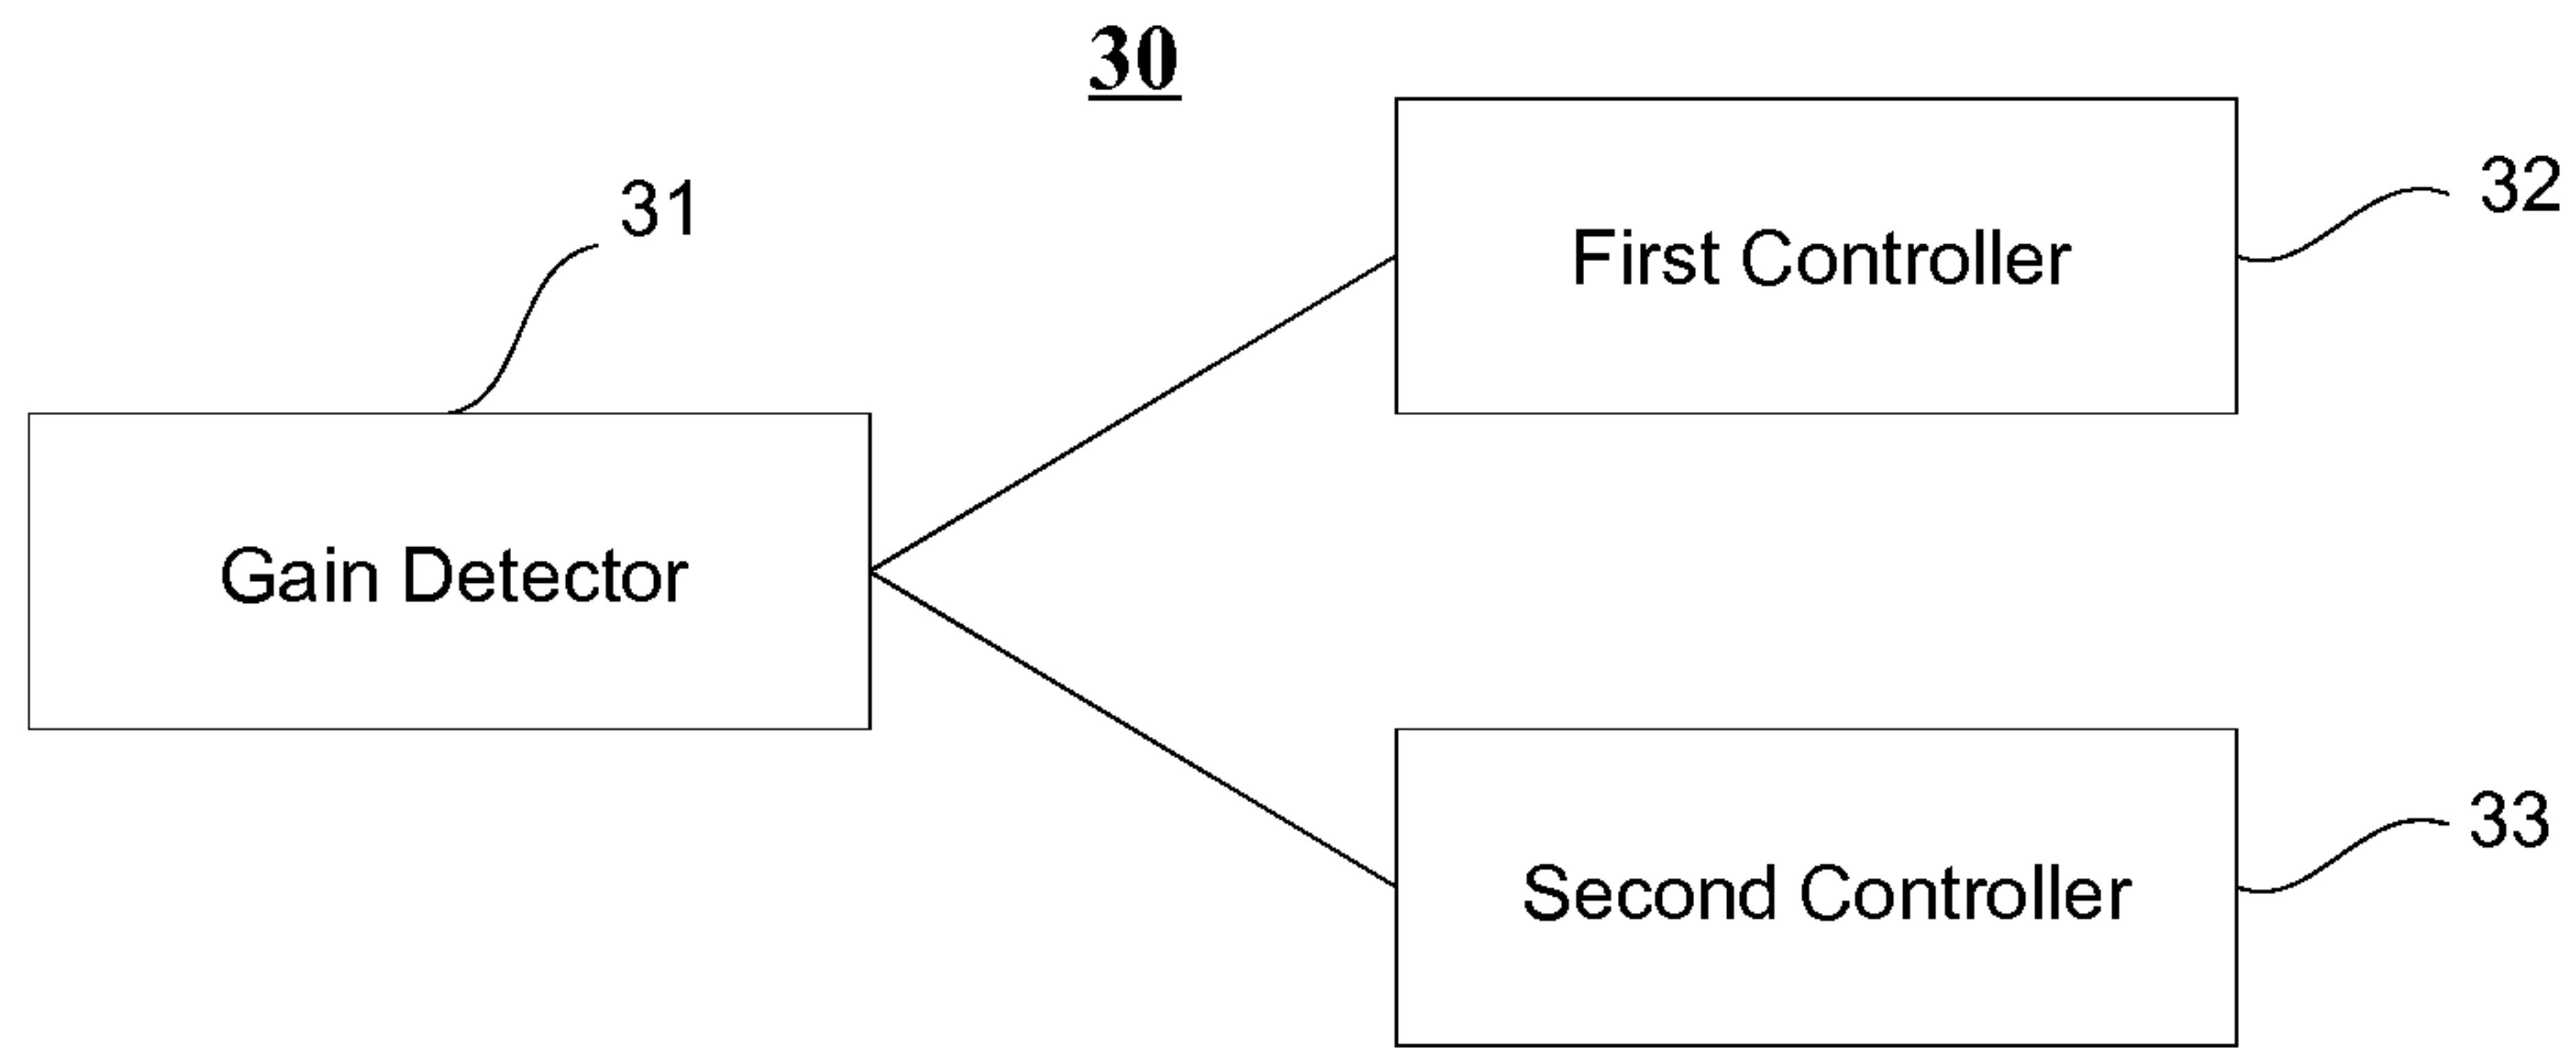 30
31
32
First Controller
Gain Detector
33
Second Controller